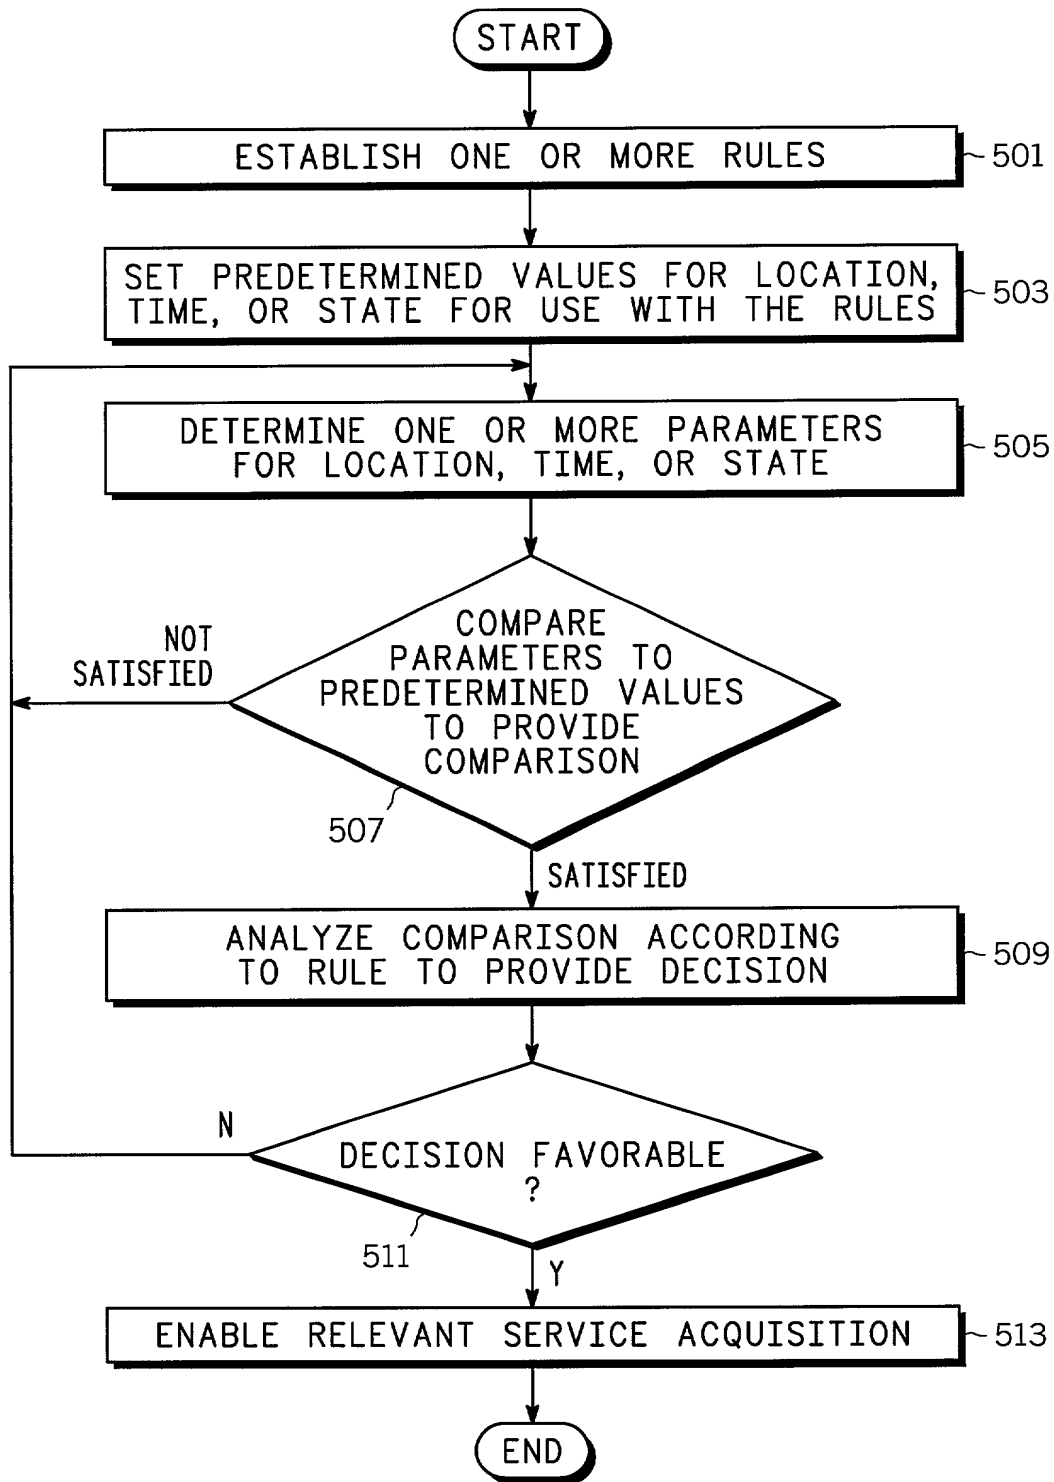 START
ESTABLISH ONE OR MORE RULES
501
SET PREDETERMINED VALUES FOR LOCATION,
TIME, OR STATE FOR USE WITH THE RULES
503
DETERMINE ONE OR MORE PARAMETERS
FOR LOCATION, TIME, OR STATE
505
COMPARE
PARAMETERS TO
PREDETERMINED VALUES
TO PROVIDE
COMPARISON
NOT
SATISFIED
507
SATISFIED
ANALYZE COMPARISON ACCORDING
TO RULE TO PROVIDE DECISION
509
N
DECISION FAVORABLE
?
511
Y
ENABLE RELEVANT SERVICE ACQUISITION
513
END